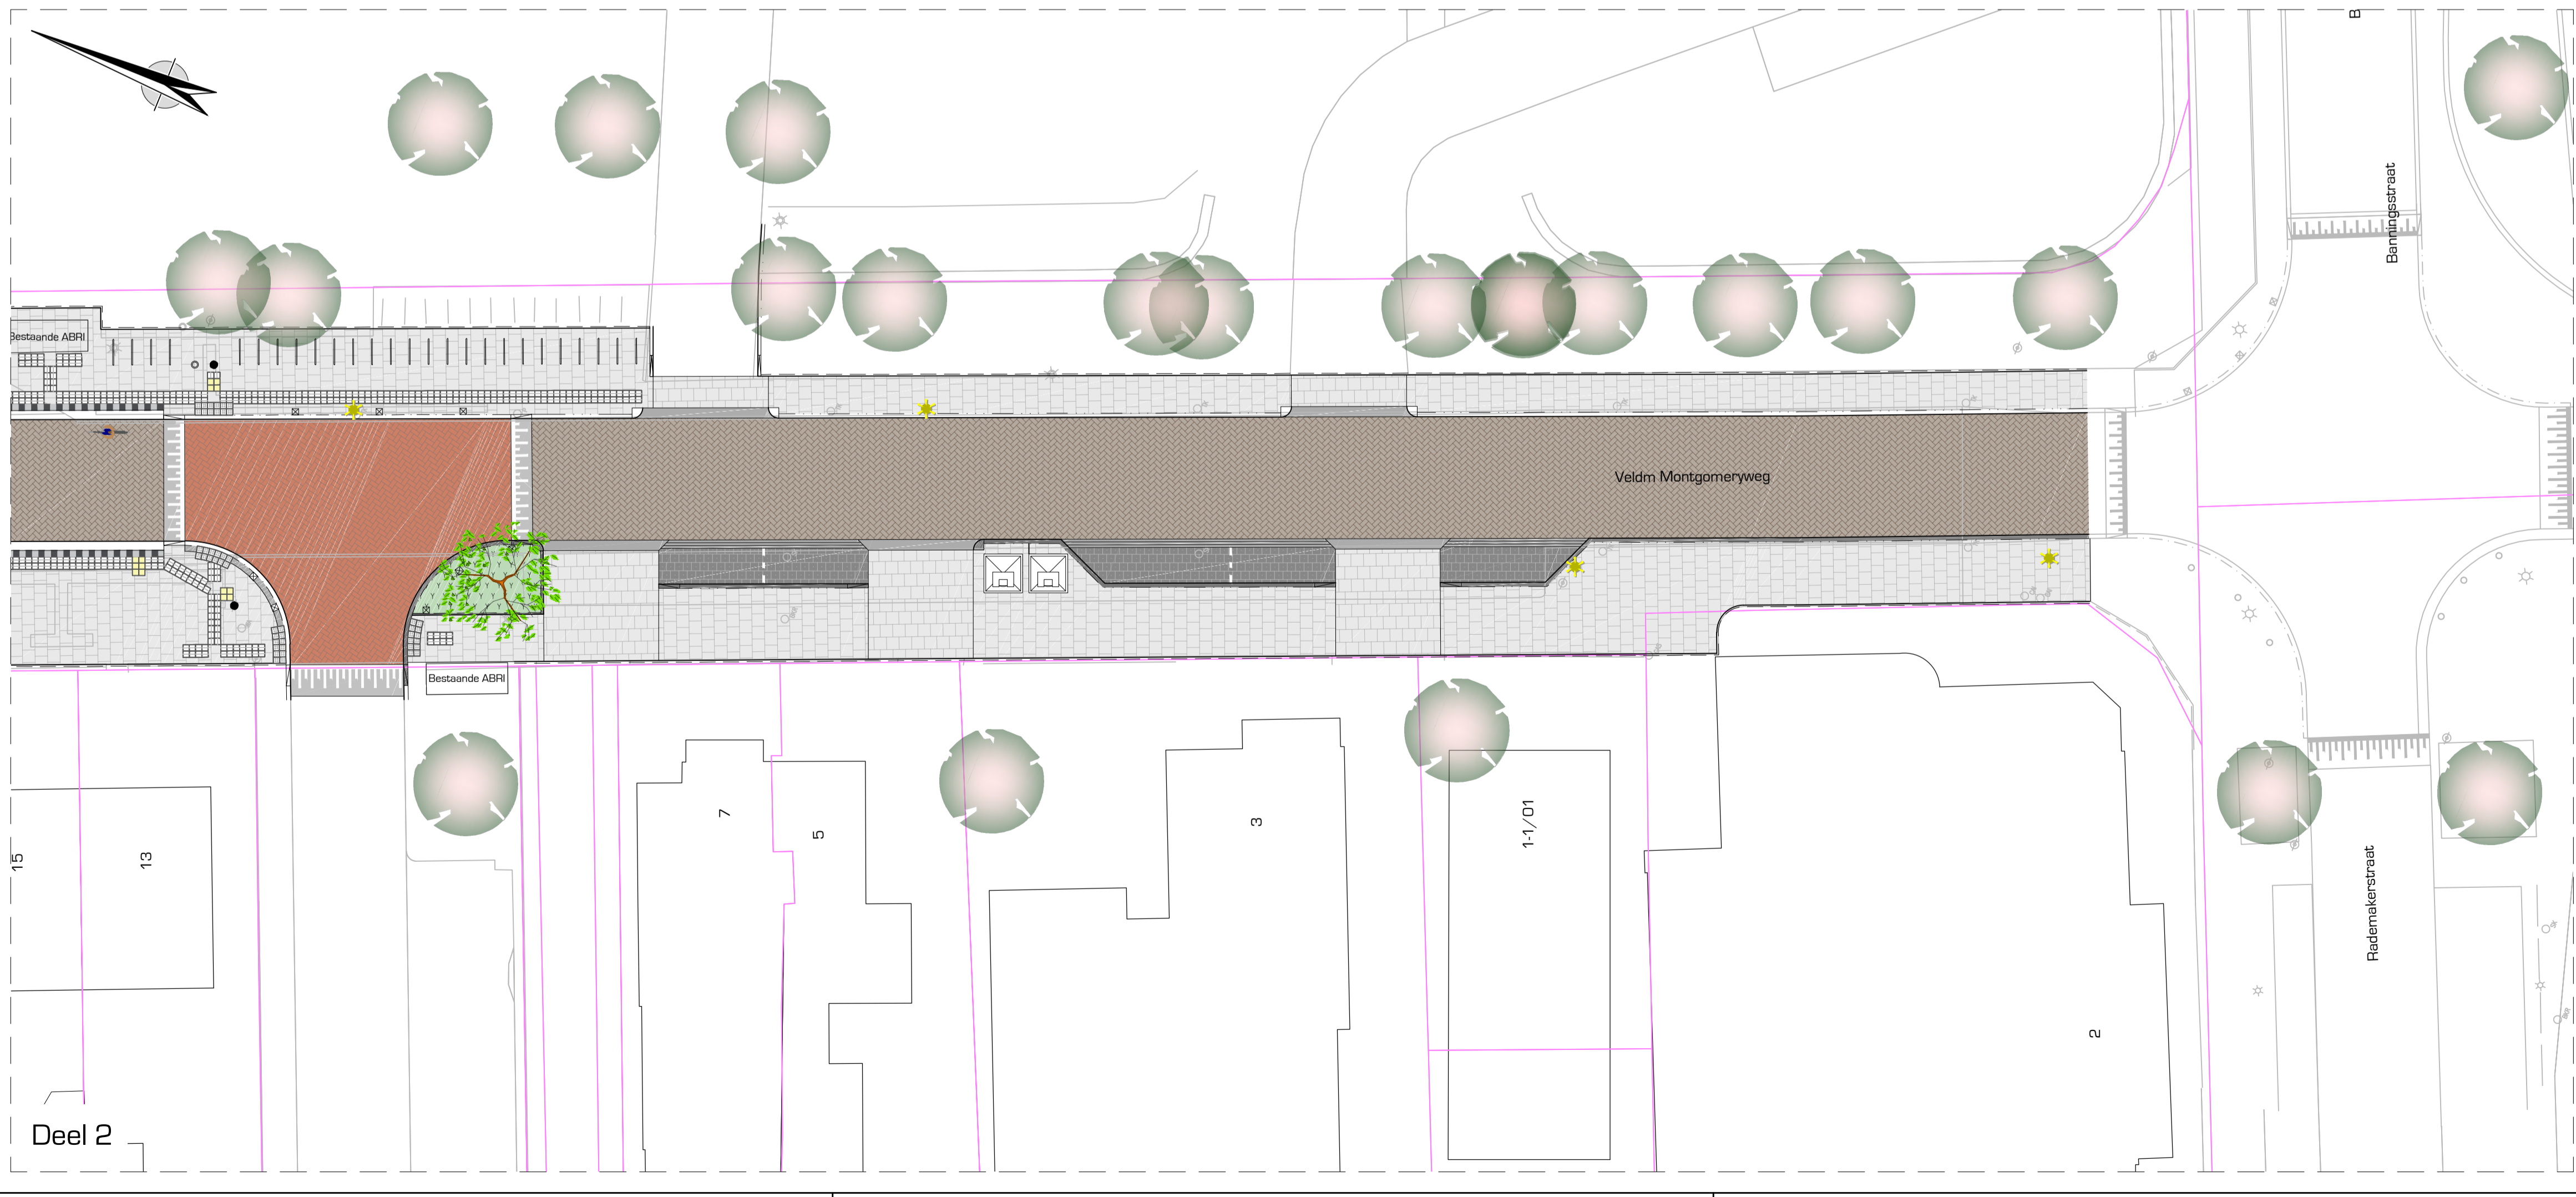 B
Banningsstraat
Bestaande ABRI
Veldm Montgomeryweg
Bestaande ABRI
15
13
7
5
3
1-1/01
Rademakerstraat
2
Deel 2